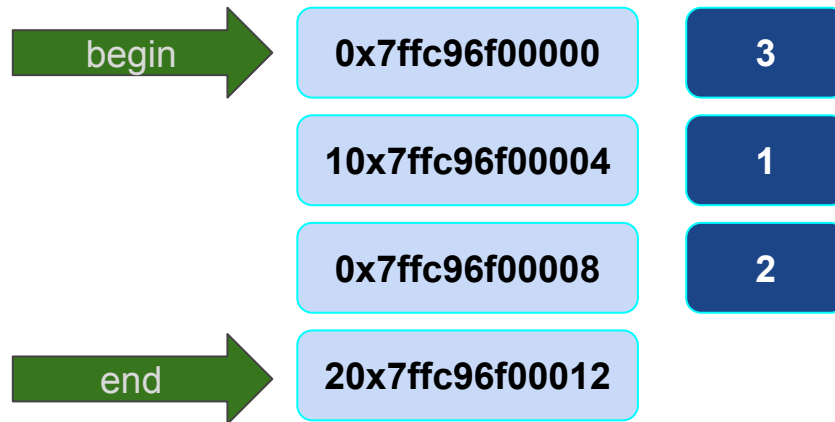 begin 0x7ffc96f00000 3
10x7ffc96f00004 1
0x7ffc96f00008 2
end 20x7ffc96f00012